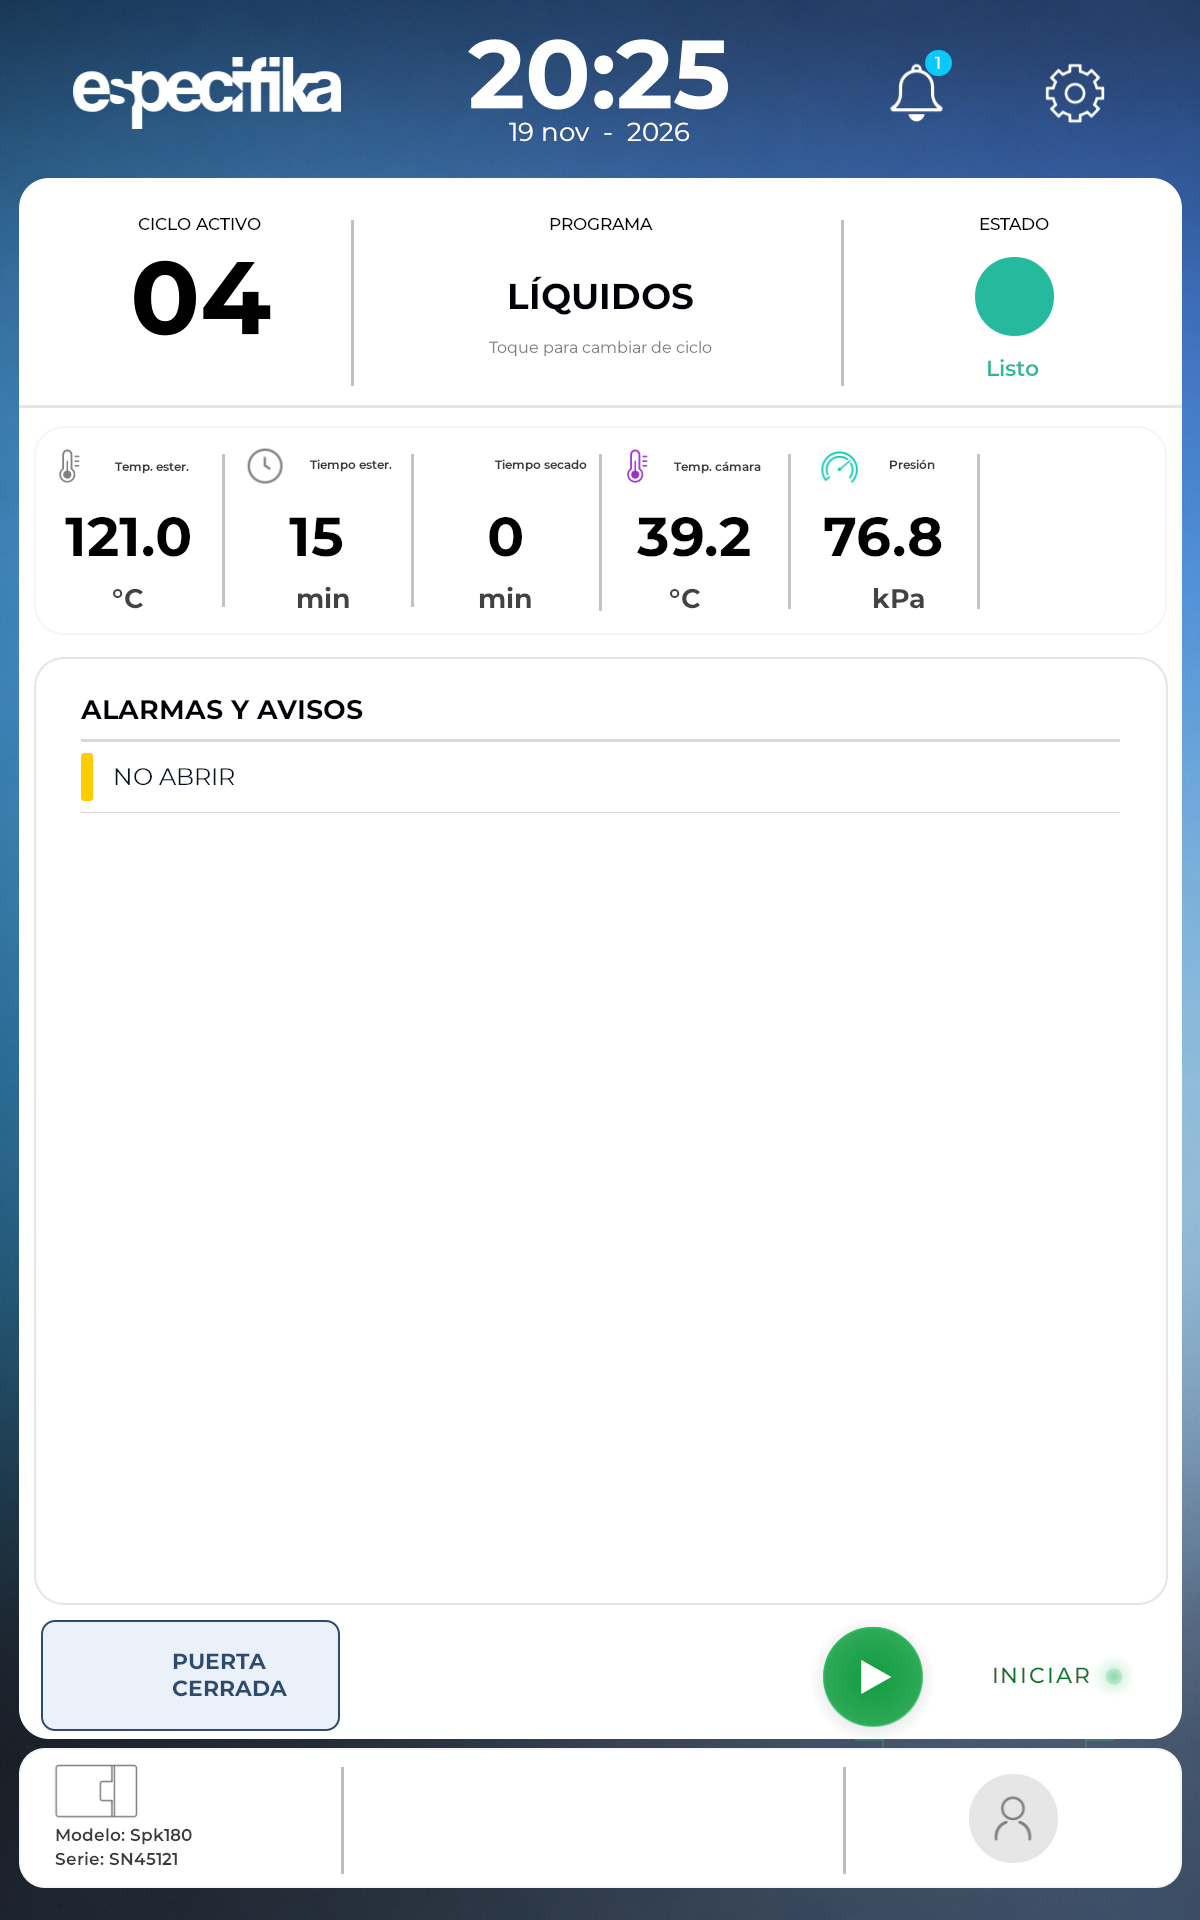 especifika
20:25
19 nov - 2026
1
CICLO ACTIVO
04
PROGRAMA
LÍQUIDOS
Toque para cambiar de ciclo
ESTADO
Listo
Temp. ester.
121.0
°C
Tiempo ester.
15
min
Tiempo secado
0
min
Temp. cámara
39.2
°C
Presión
76.8
kPa
ALARMAS Y AVISOS
NO ABRIR
PUERTA
CERRADA
INICIAR
Modelo: Spk180
Serie: SN45121